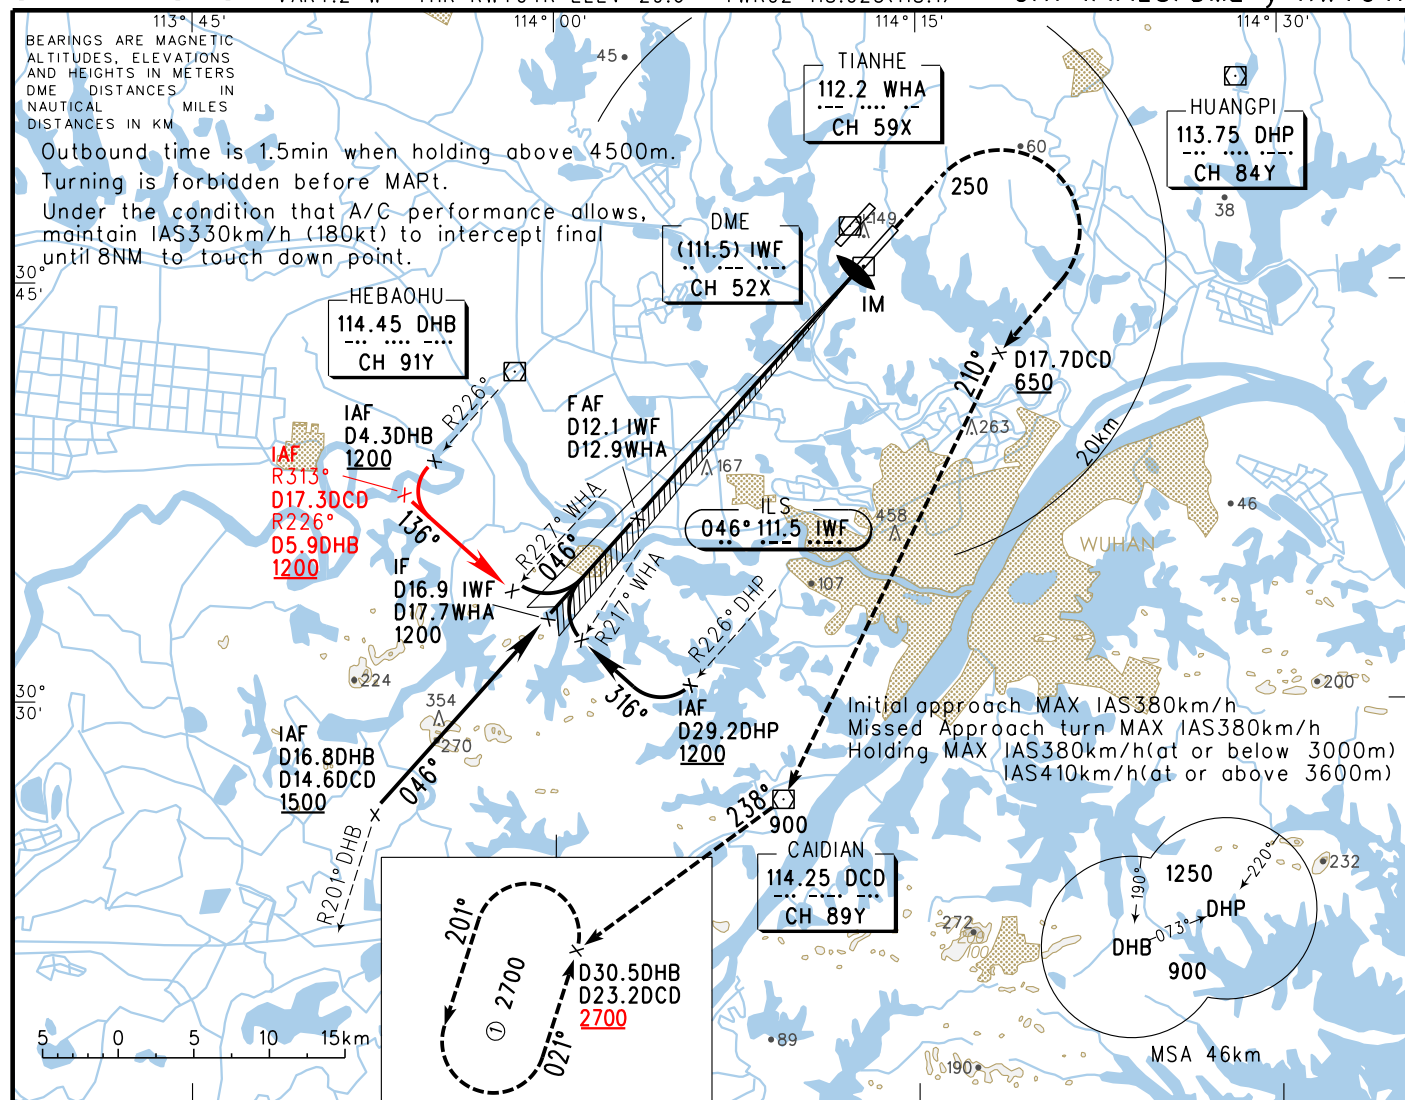 113° 45'
114° 00'
114° 15'
114° 30'
BEARINGS ARE MAGNETIC
ALTITUDES, ELEVATIONS
AND HEIGHTS IN METERS
DME DISTANCES IN
NAUTICAL MILES
DISTANCES IN KM
Outbound time is 1.5min when holding above 4500m.
Turning is forbidden before MAPt.
Under the condition that A/C performance allows,
maintain IAS330km/h (180kt) to intercept final
until 8NM to touch down point.
45
TIANHE
112.2 WHA
CH 59X
HUANGPI
113.75 DHP
CH 84Y
60
250
38
149
DME
(111.5) IWF
CH 52X
30°
45'
IM
HEBAOHU
114.45 DHB
CH 91Y
R226°
D17.7DCD
650
210°
263
20km
IAF
D4.3DHB
1200
FAF
D12.1 IWF
D12.9WHA
167
IAF
R313°
D17.3DCD
R226°
D5.9DHB
1200
136°
R227° WHA
046°
ILS
046° 111.5 IWF
458
46
WUHAN
107
IF
D16.9 IWF
D17.7WHA
1200
R217° WHA
R226° DHP
316°
IAF
D29.2DHP
1200
224
354
270
200
30°
30'
Initial approach MAX IAS380km/h
Missed Approach turn MAX IAS380km/h
Holding MAX IAS380km/h(at or below 3000m)
IAS410km/h(at or above 3600m)
IAF
D16.8DHB
D14.6DCD
1500
046°
R201° DHB
238°
900
CAIDIAN
114.25 DCD
CH 89Y
232
272
100
190°
220°
1250
DHP
073°
DHB
900
MSA 46km
201°
① 2700
021°
D30.5DHB
D23.2DCD
2700
89
190
5 0 5 10 15km